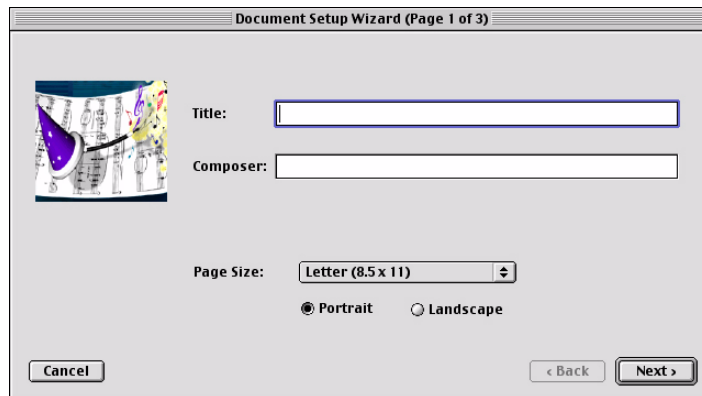 Document Setup Wizard (Page 1 of 3)
Title:
Composer:
Page Size: Letter (8.5 x 11)
Portrait Landscape
Cancel ‹ Back Next ›